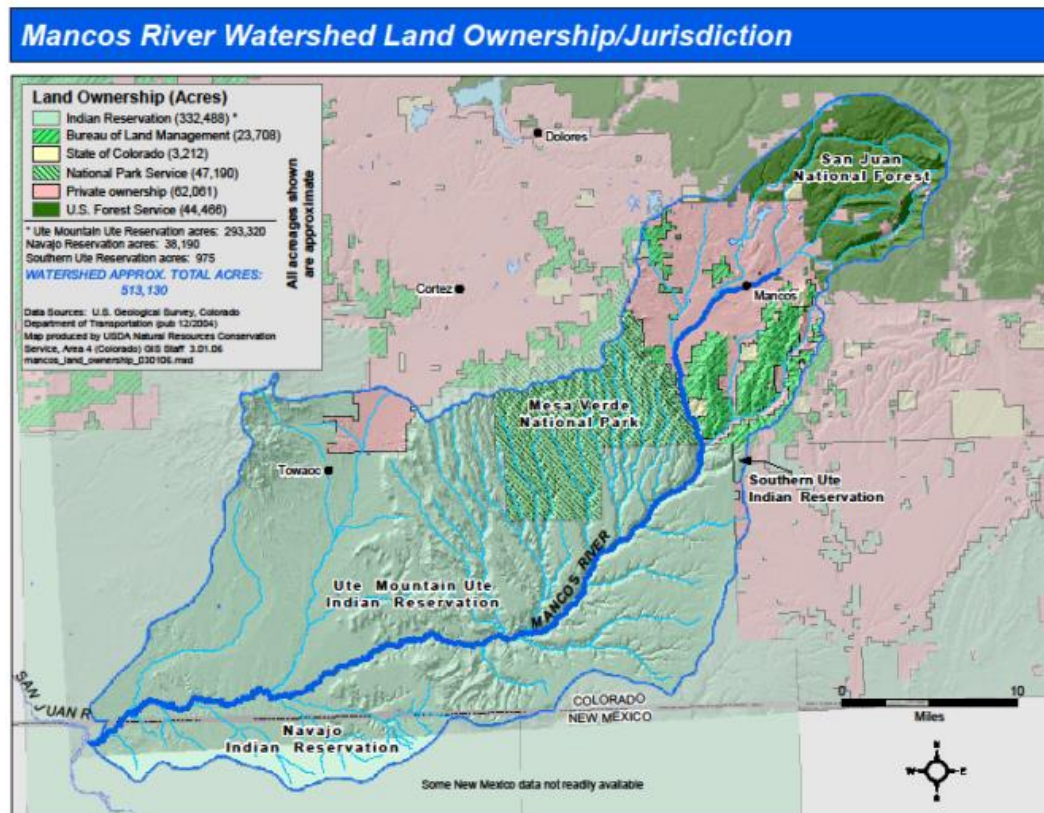 Mancos River Watershed Land Ownership/Jurisdiction
Land Ownership (Acres)
Indian Reservation (332,488) *
Bureau of Land Management (23,708)
State of Colorado (3,212)
National Park Service (47,190)
Private ownership (62,061)
U.S. Forest Service (44,466)
* Ute Mountain Ute Reservation acres: 293,320
Navajo Reservation acres: 38,190
Southern Ute Reservation acres: 975
WATERSHED APPROX. TOTAL ACRES:
513,130
Data Sources: U.S. Geological Survey, Colorado
Department of Transportation (pub 12/2004)
Map produced by USDA Natural Resources Conservation
Service, Area 4 (Colorado) GIS Staff 3.01.06
mancos_land_ownership_030106.mxd
All acreages shown
are approximate
Dolores
San Juan
National Forest
Cortez
Mancos
Mesa Verde
National Park
Towaoc
Southern Ute
Indian Reservation
Ute Mountain Ute
Indian Reservation
MANCOS RIVER
SAN JUAN R
COLORADO
NEW MEXICO
Navajo
Indian Reservation
0 10
Miles
Some New Mexico data not readily available
N
W E
S